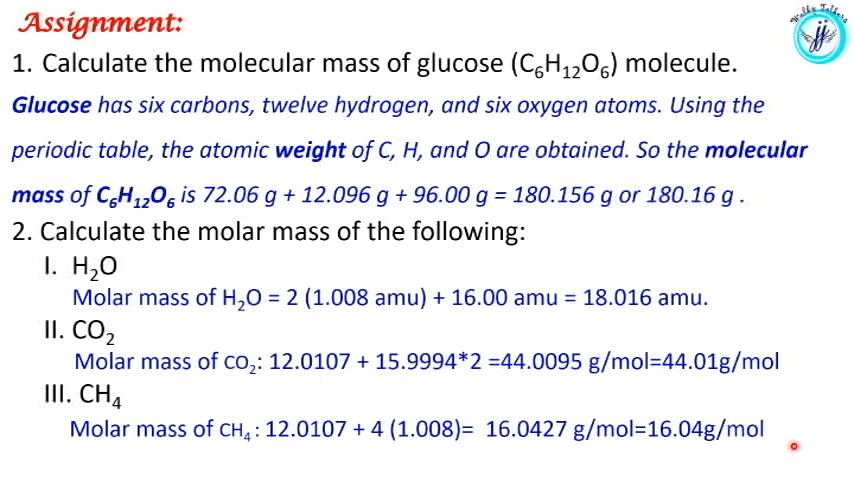 Assignment:
Wally Tolhers
jj
1. Calculate the molecular mass of glucose (C₆H₁₂O₆) molecule.
Glucose has six carbons, twelve hydrogen, and six oxygen atoms. Using the
periodic table, the atomic weight of C, H, and O are obtained. So the molecular
mass of C₆H₁₂O₆ is 72.06 g + 12.096 g + 96.00 g = 180.156 g or 180.16 g .
2. Calculate the molar mass of the following:
I. H₂O
Molar mass of H₂O = 2 (1.008 amu) + 16.00 amu = 18.016 amu.
II. CO₂
Molar mass of CO₂: 12.0107 + 15.9994*2 =44.0095 g/mol=44.01g/mol
III. CH₄
Molar mass of CH₄ : 12.0107 + 4 (1.008)= 16.0427 g/mol=16.04g/mol